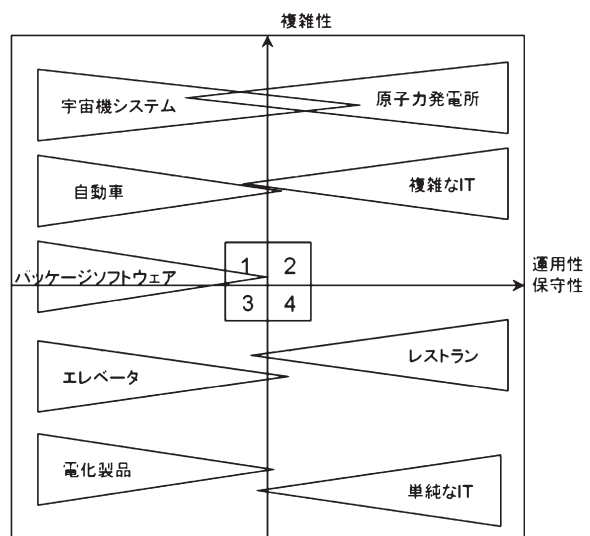 複雑性
宇宙機システム
原子力発電所
自動車
複雑なIT
パッケージソフトウェア
1 2
3 4
運用性
保守性
レストラン
エレベータ
電化製品
単純なIT